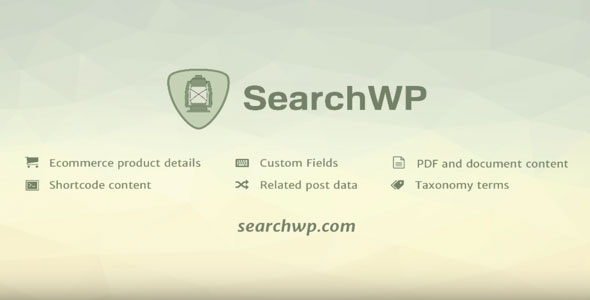 SearchWP
Ecommerce product details
Custom Fields
PDF and document content
Shortcode content
Related post data
Taxonomy terms
searchwp.com